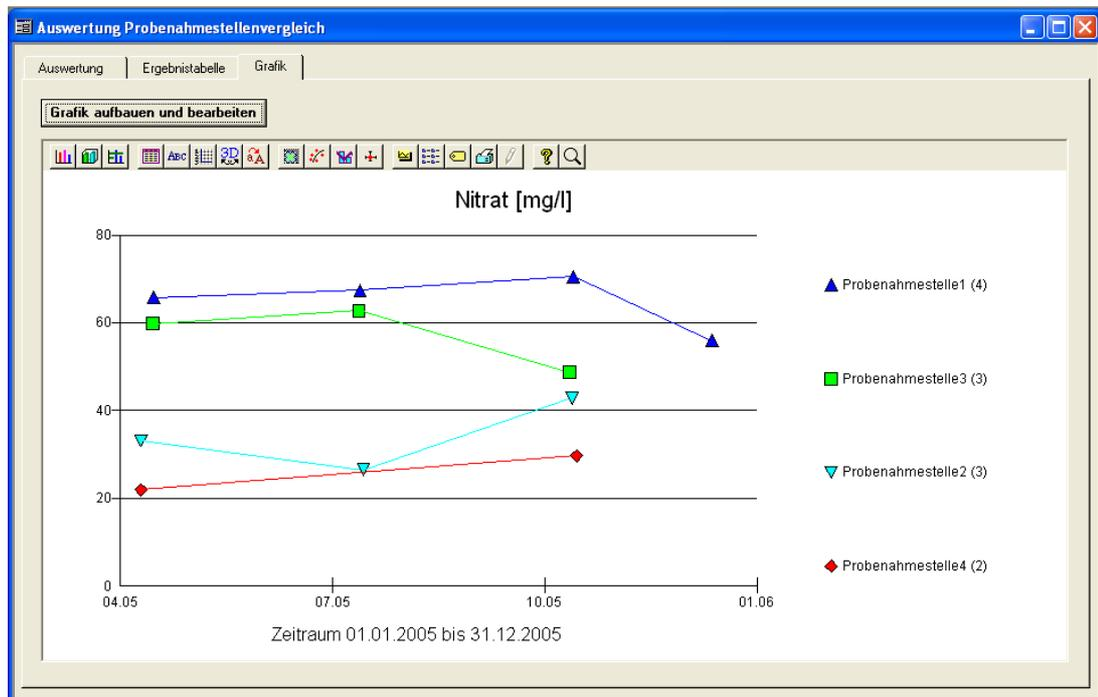 Auswertung Probenahmestellenvergleich
Auswertung
Ergebnistabelle
Grafik
Grafik aufbauen und bearbeiten
ABC
3D
Nitrat [mg/l]
80
60
40
20
0
04.05
07.05
10.05
01.06
Zeitraum 01.01.2005 bis 31.12.2005
Probenahmestelle1 (4)
Probenahmestelle3 (3)
Probenahmestelle2 (3)
Probenahmestelle4 (2)